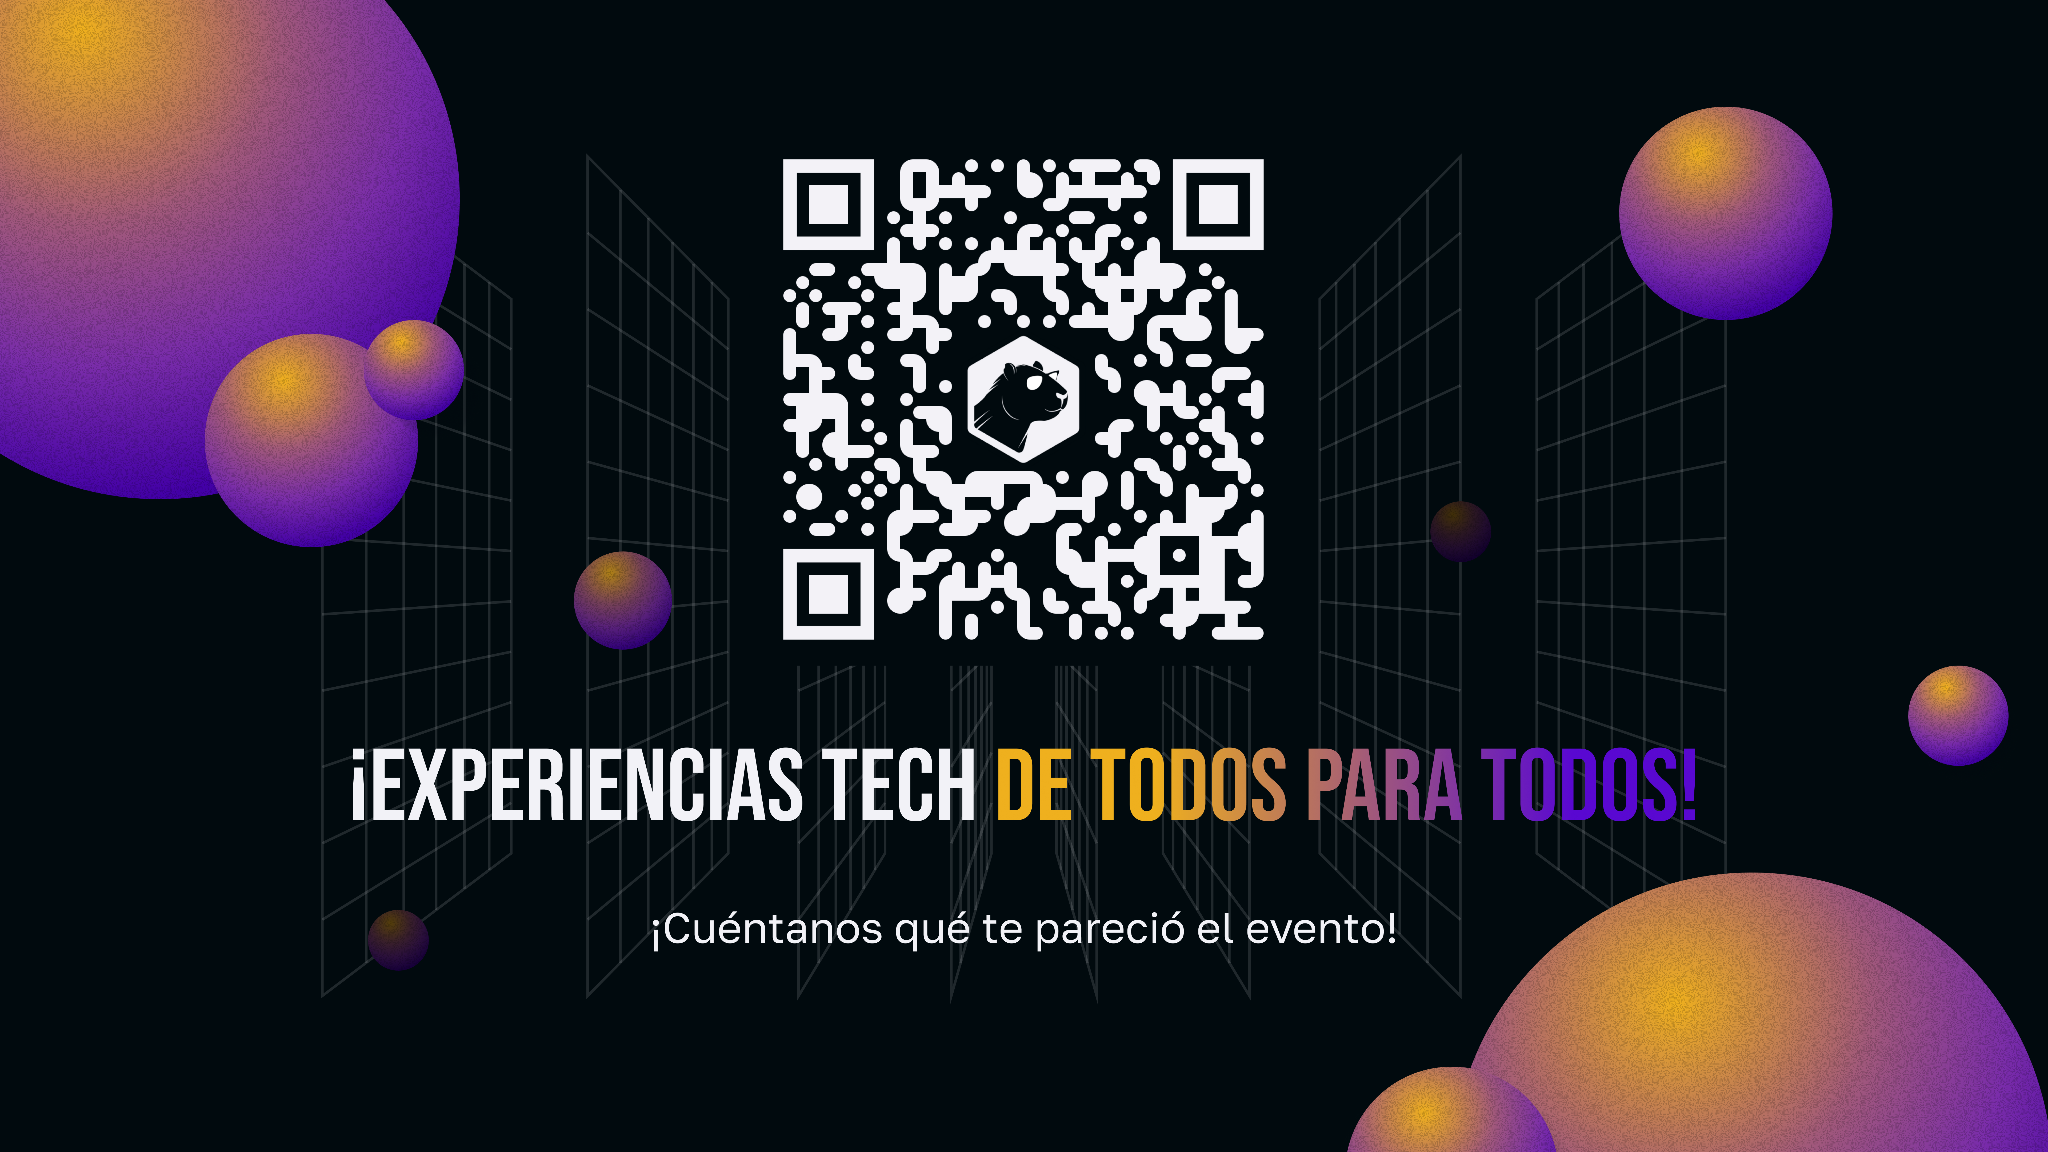 ¡EXPERIENCIAS TECH DE TODOS PARA TODOS!
¡Cuéntanos qué te pareció el evento!